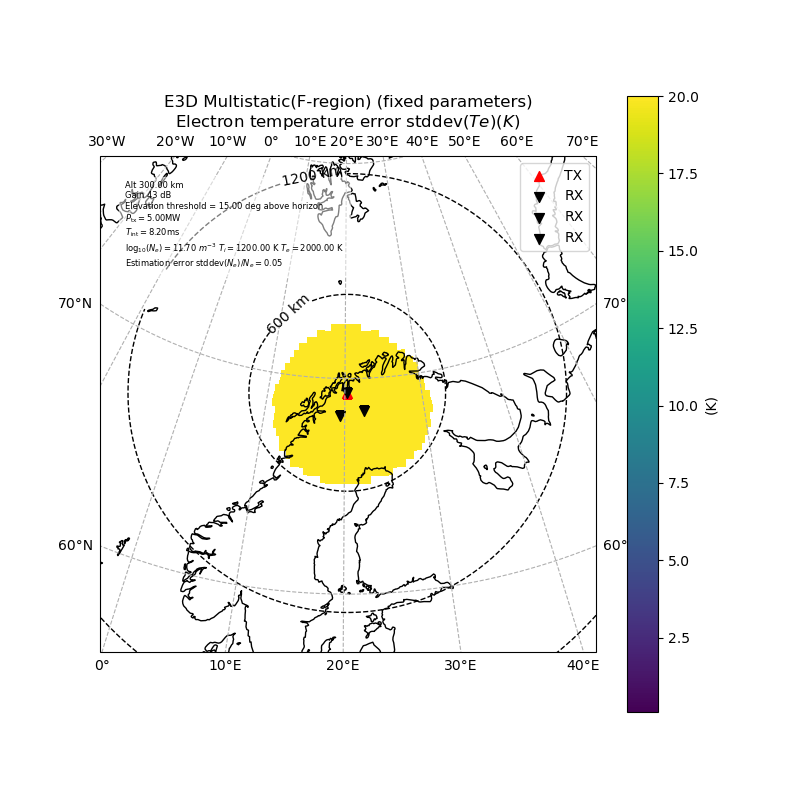 E3D Multistatic(F-region) (fixed parameters)
Electron temperature error stddev(Te)(K)
30°W 20°W 10°W 0° 10°E 20°E 30°E 40°E 50°E 60°E 70°E
1200 km
Alt 300.00 km
Gain 43 dB
Elevation threshold = 15.00 deg above horizon
P_tx = 5.00MW
T_int = 8.20ms
log₁₀(N_e) = 11.70 m⁻³ T_i = 1200.00 K T_e = 2000.00 K
Estimation error stddev(N_e)/N_e = 0.05
TX
RX
RX
RX
70°N 70°
600 km
60°N 60°
0° 10°E 20°E 30°E 40°E
20.0
17.5
15.0
12.5
10.0
7.5
5.0
2.5
(K)